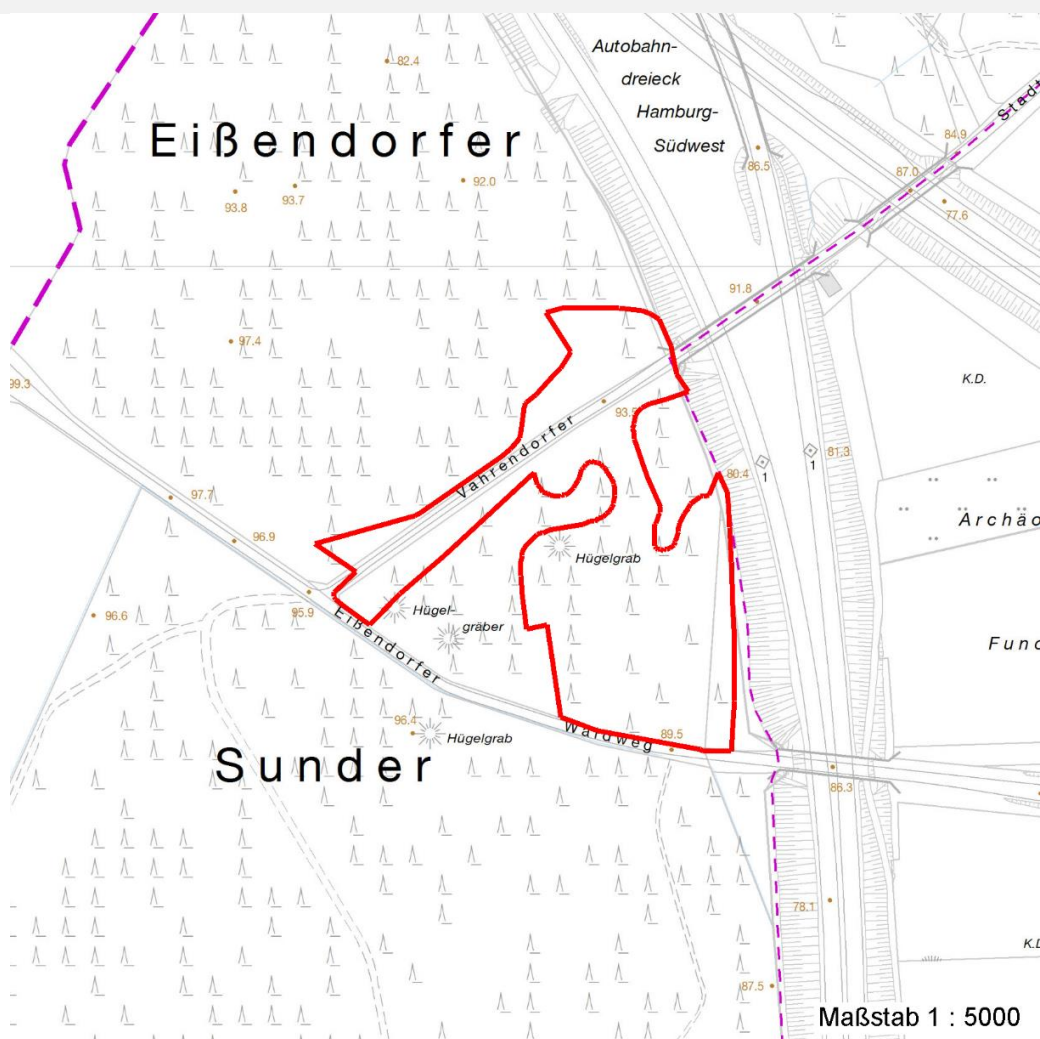 Autobahn-
dreieck
Hamburg-
Südwest
82.4
Eißendorfer
93.8
93.7
92.0
86.5
84.9
87.0
77.6
91.8
97.4
99.3
K.D.
93.5
Vahrendorfer
80.4
1
1
81.3
97.7
96.9
Hügelgrab
96.6
95.9
Hügel-
gräber
Eißendorfer
Waldweg
96.4
Hügelgrab
89.5
86.3
Sunder
78.1
87.5
Maßstab 1 : 5000